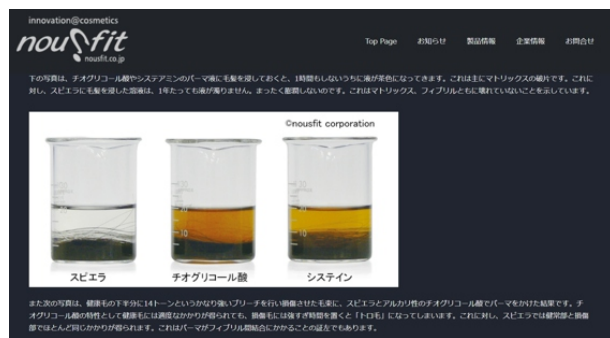 innovation@cosmetics
nousfit
nousfit.co.jp
Top Page お知らせ 製品情報 企業情報 お問合せ
下の写真は、チオグリコール酸やシステアミンのパーマ液に毛髪を浸しておくと、1時間もしないうちに液が茶色になってきます。これは主にマトリックスの破片です。これに
対し、スピエラに毛髪を浸した溶液は、1年たっても液が濁りません。まったく膨潤しないのです。これはマトリックス、フィブリルともに壊れていないことを示しています。
©nousfit corporation
スピエラ チオグリコール酸 システイン
また次の写真は、健康毛の下半分に14トーンというかなり強いブリーチを行い損傷させた毛束に、スピエラとアルカリ性のチオグリコール酸でパーマをかけた結果です。チ
オグリコール酸の特性として健康毛には適度なかかりが得られても、損傷毛には強すぎ時間を置くと「トロ毛」になってしまいます。これに対し、スピエラでは健常部と損傷
部でほとんど同じかかりが得られます。これはパーマがフィブリル間結合にかかることの証左でもあります。